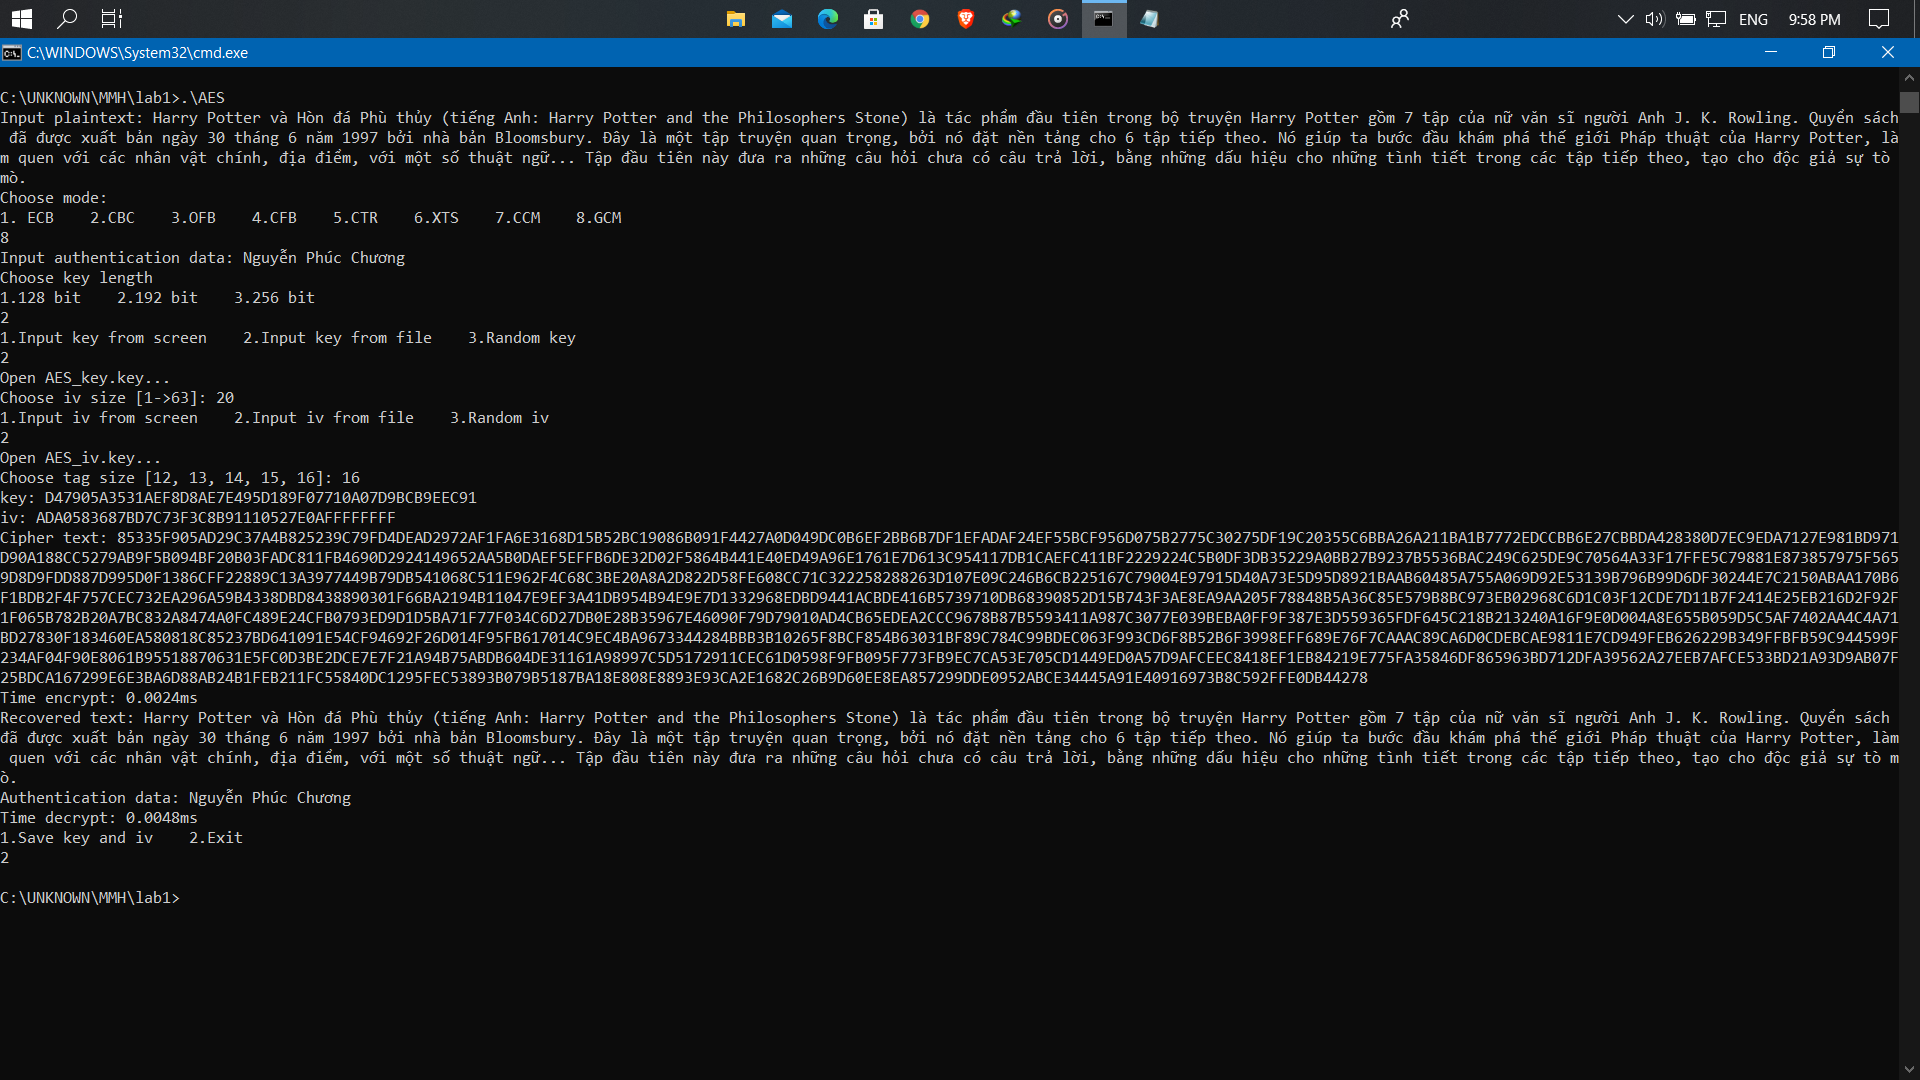 ENG
9:58 PM
C:\WINDOWS\System32\cmd.exe
C:\UNKNOWN\MMH\lab1>.\AES
Input plaintext: Harry Potter và Hòn đá Phù thủy (tiếng Anh: Harry Potter and the Philosophers Stone) là tác phẩm đầu tiên trong bộ truyện Harry Potter gồm 7 tập của nữ văn sĩ người Anh J. K. Rowling. Quyển sách
đã được xuất bản ngày 30 tháng 6 năm 1997 bởi nhà bản Bloomsbury. Đây là một tập truyện quan trọng, bởi nó đặt nền tảng cho 6 tập tiếp theo. Nó giúp ta bước đầu khám phá thế giới Pháp thuật của Harry Potter, là
m quen với các nhân vật chính, địa điểm, với một số thuật ngữ... Tập đầu tiên này đưa ra những câu hỏi chưa có câu trả lời, bằng những dấu hiệu cho những tình tiết trong các tập tiếp theo, tạo cho độc giả sự tò
mò.
Choose mode:
1. ECB    2.CBC    3.OFB    4.CFB    5.CTR    6.XTS    7.CCM    8.GCM
8
Input authentication data: Nguyễn Phúc Chương
Choose key length
1.128 bit    2.192 bit    3.256 bit
2
1.Input key from screen    2.Input key from file    3.Random key
2
Open AES_key.key...
Choose iv size [1->63]: 20
1.Input iv from screen    2.Input iv from file    3.Random iv
2
Open AES_iv.key...
Choose tag size [12, 13, 14, 15, 16]: 16
key: D47905A3531AEF8D8AE7E495D189F07710A07D9BCB9EEC91
iv: ADA0583687BD7C73F3C8B91110527E0AFFFFFFFF
Cipher text: 85335F905AD29C37A4B825239C79FD4DEAD2972AF1FA6E3168D15B52BC19086B091F4427A0D049DC0B6EF2BB6B7DF1EFADAF24EF55BCF956D075B2775C30275DF19C20355C6BBA26A211BA1B7772EDCCBB6E27CBBDA428380D7EC9EDA7127E981BD971
D90A188CC5279AB9F5B094BF20B03FADC811FB4690D2924149652AA5B0DAEF5EFFB6DE32D02F5864B441E40ED49A96E1761E7D613C954117DB1CAEFC411BF2229224C5B0DF3DB35229A0BB27B9237B5536BAC249C625DE9C70564A33F17FFE5C79881E873857975F565
9D8D9FDD887D995D0F1386CFF22889C13A3977449B79DB541068C511E962F4C68C3BE20A8A2D822D58FE608CC71C322258288263D107E09C246B6CB225167C79004E97915D40A73E5D95D8921BAAB60485A755A069D92E53139B796B99D6DF30244E7C2150ABAA170B6
F1BDB2F4F757CEC732EA296A59B4338DBD8438890301F66BA2194B11047E9EF3A41DB954B94E9E7D1332968EDBD9441ACBDE416B5739710DB68390852D15B743F3AE8EA9AA205F78848B5A36C85E579B8BC973EB02968C6D1C03F12CDE7D11B7F2414E25EB216D2F92F
1F065B782B20A7BC832A8474A0FC489E24CFB0793ED9D1D5BA71F77F034C6D27DB0E28B35967E46090F79D79010AD4CB65EDEA2CCC9678B87B5593411A987C3077E039BEBA0FF9F387E3D559365FDF645C218B213240A16F9E0D004A8E655B059D5C5AF7402AA4C4A71
BD27830F183460EA580818C85237BD641091E54CF94692F26D014F95FB617014C9EC4BA9673344284BBB3B10265F8BCF854B63031BF89C784C99BDEC063F993CD6F8B52B6F3998EFF689E76F7CAAAC89CA6D0CDEBCAE9811E7CD949FEB626229B349FFBFB59C944599F
234AF04F90E8061B95518870631E5FC0D3BE2DCE7E7F21A94B75ABDB604DE31161A98997C5D5172911CEC61D0598F9FB095F773FB9EC7CA53E705CD1449ED0A57D9AFCEEC8418EF1EB84219E775FA35846DF865963BD712DFA39562A27EEB7AFCE533BD21A93D9AB07F
25BDCA167299E6E3BA6D88AB24B1FEB211FC55840DC1295FEC53893B079B5187BA18E808E8893E93CA2E1682C26B9D60EE8EA857299DDE0952ABCE34445A91E40916973B8C592FFE0DB44278
Time encrypt: 0.0024ms
Recovered text: Harry Potter và Hòn đá Phù thủy (tiếng Anh: Harry Potter and the Philosophers Stone) là tác phẩm đầu tiên trong bộ truyện Harry Potter gồm 7 tập của nữ văn sĩ người Anh J. K. Rowling. Quyển sách
đã được xuất bản ngày 30 tháng 6 năm 1997 bởi nhà bản Bloomsbury. Đây là một tập truyện quan trọng, bởi nó đặt nền tảng cho 6 tập tiếp theo. Nó giúp ta bước đầu khám phá thế giới Pháp thuật của Harry Potter, làm
quen với các nhân vật chính, địa điểm, với một số thuật ngữ... Tập đầu tiên này đưa ra những câu hỏi chưa có câu trả lời, bằng những dấu hiệu cho những tình tiết trong các tập tiếp theo, tạo cho độc giả sự tò m
ò.
Authentication data: Nguyễn Phúc Chương
Time decrypt: 0.0048ms
1.Save key and iv    2.Exit
2
C:\UNKNOWN\MMH\lab1>